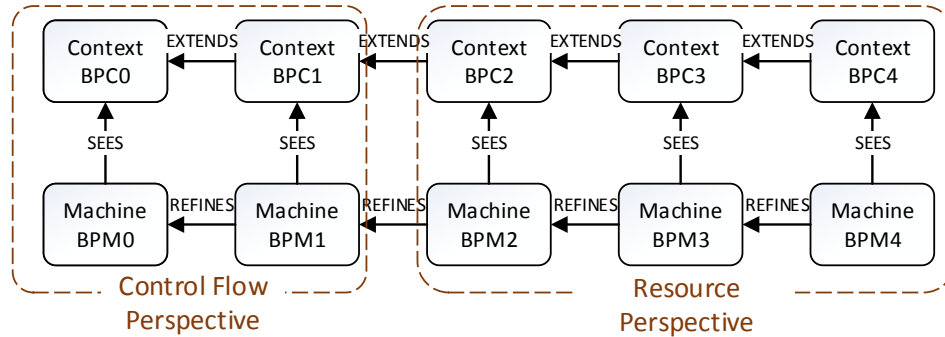 Context
BPC0
EXTENDS
Context
BPC1
EXTENDS
Context
BPC2
EXTENDS
Context
BPC3
EXTENDS
Context
BPC4
SEES
SEES
SEES
SEES
SEES
Machine
BPM0
REFINES
Machine
BPM1
REFINES
Machine
BPM2
REFINES
Machine
BPM3
REFINES
Machine
BPM4
Control Flow
Perspective
Resource
Perspective